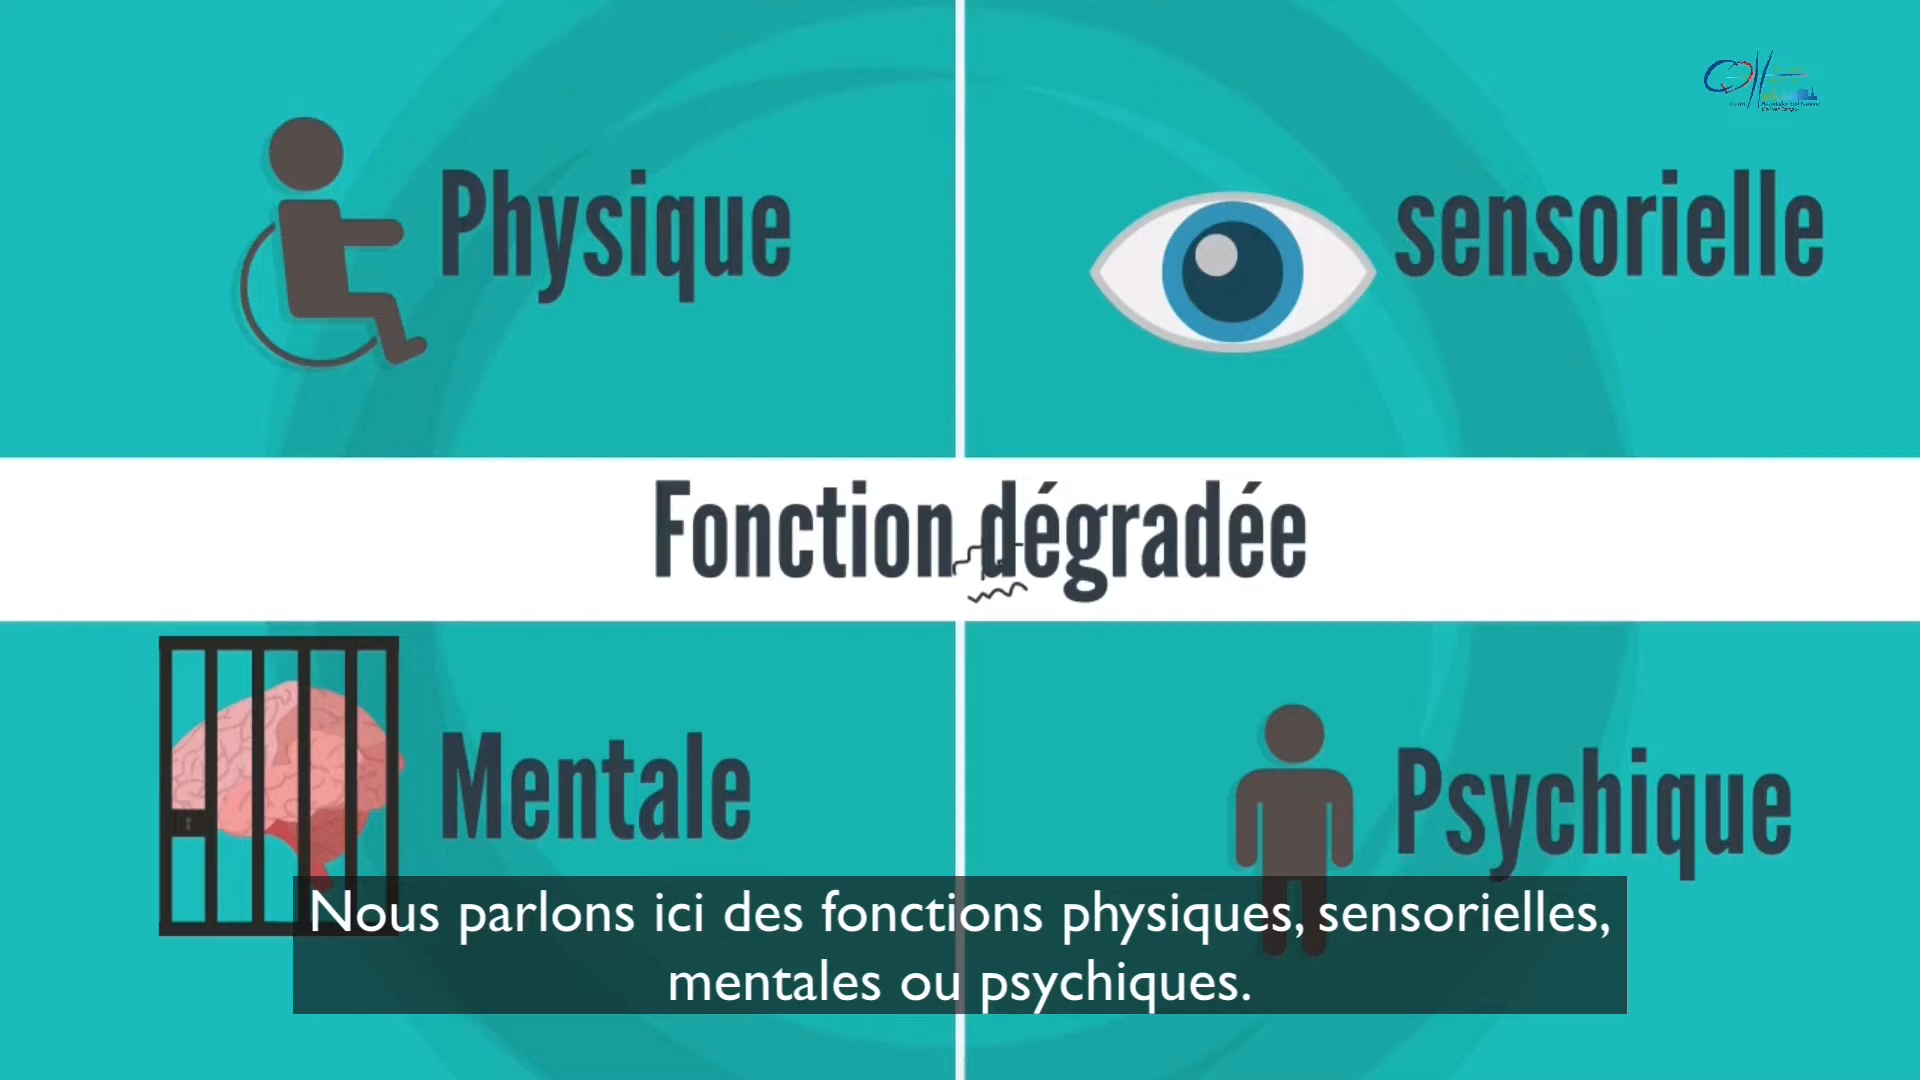 Physique
sensorielle
Fonction dégradée
Mentale
Psychique
Nous parlons ici des fonctions physiques, sensorielles,
mentales ou psychiques.